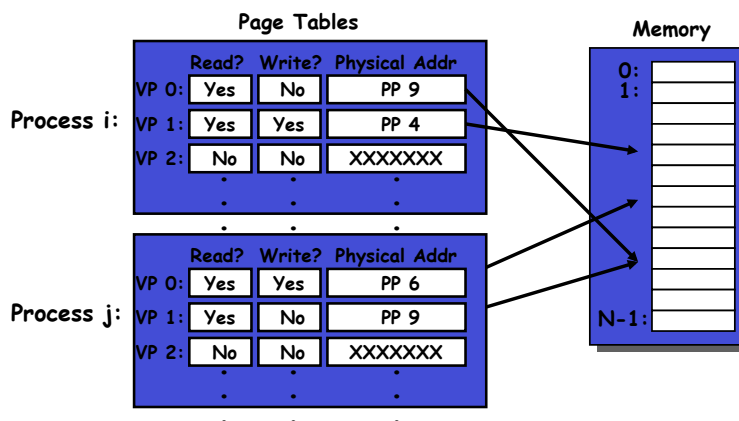 Page Tables
Memory
Read? Write? Physical Addr
0:
VP 0: Yes No PP 9
1:
Process i: VP 1: Yes Yes PP 4
VP 2: No No XXXXXXX
. . .
. . .
. . .
Read? Write? Physical Addr
VP 0: Yes Yes PP 6
Process j: VP 1: Yes No PP 9
N-1:
VP 2: No No XXXXXXX
. . .
. . .
. . .